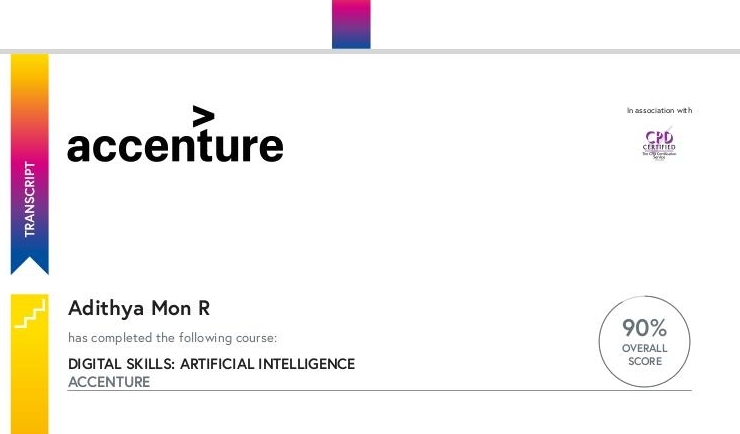 accenture
In association with
CPD
CERTIFIED
The CPD Certification
Service
TRANSCRIPT
Adithya Mon R
has completed the following course:
DIGITAL SKILLS: ARTIFICIAL INTELLIGENCE
ACCENTURE
90%
OVERALL
SCORE